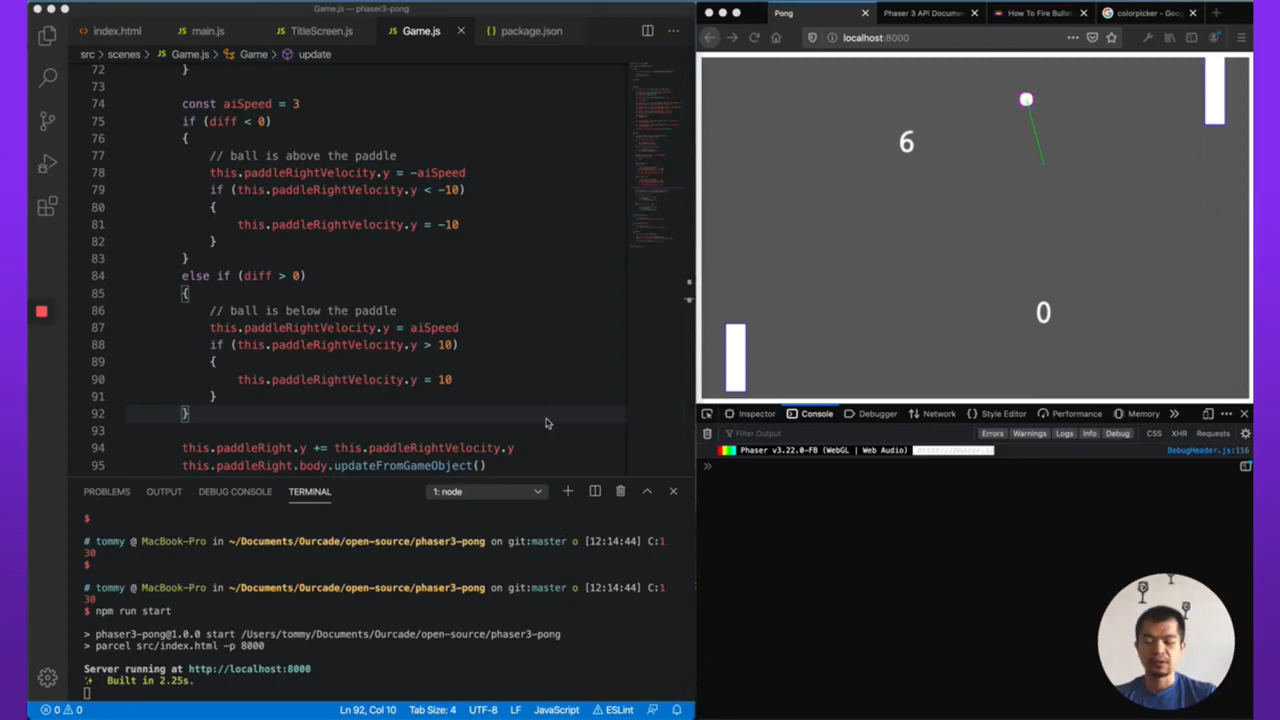 Game.js — phaser3-pong
index.html
main.js
TitleScreen.js
Game.js
package.json
src > scenes > Game.js > Game > update
72 }
73
74 const aiSpeed = 3
75 if (diff < 0)
76 {
77 // ball is above the paddle
78 this.paddleRightVelocity.y = -aiSpeed
79 if (this.paddleRightVelocity.y < -10)
80 {
81 this.paddleRightVelocity.y = -10
82 }
83 }
84 else if (diff > 0)
85 {
86 // ball is below the paddle
87 this.paddleRightVelocity.y = aiSpeed
88 if (this.paddleRightVelocity.y > 10)
89 {
90 this.paddleRightVelocity.y = 10
91 }
92 }
93
94 this.paddleRight.y += this.paddleRightVelocity.y
95 this.paddleRight.body.updateFromGameObject()
PROBLEMS OUTPUT DEBUG CONSOLE TERMINAL 1: node
$
# tommy @ MacBook-Pro in ~/Documents/Ourcade/open-source/phaser3-pong on git:master o [12:14:44] C:1
30
$
# tommy @ MacBook-Pro in ~/Documents/Ourcade/open-source/phaser3-pong on git:master o [12:14:44] C:1
30
$ npm run start
> phaser3-pong@1.0.0 start /Users/tommy/Documents/Ourcade/open-source/phaser3-pong
> parcel src/index.html -p 8000
Server running at http://localhost:8000
✨ Built in 2.25s.
0 0 Ln 92, Col 10 Tab Size: 4 UTF-8 LF JavaScript ESLint
Pong
Phaser 3 API Docume
How To Fire Bullet
colorpicker - Goog
localhost:8000
6
0
Inspector Console Debugger Network Style Editor Performance Memory
Filter Output Errors Warnings Logs Info Debug CSS XHR Requests
Phaser v3.22.0-FB (WebGL | Web Audio) DebugHeader.js:116